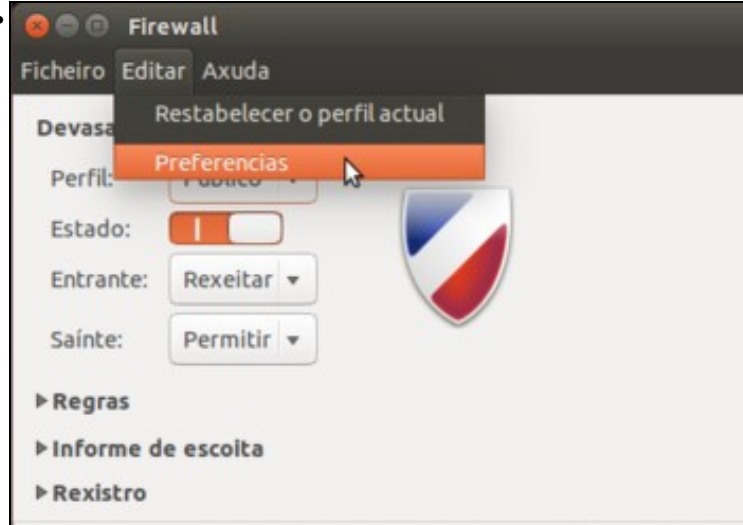 Firewall
Ficheiro Editar Axuda
Restabelecer o perfil actual
Preferencias
Perfil:
Estado:
Entrante: Rexeitar
Saínte: Permitir
Regras
Informe de escoita
Rexistro